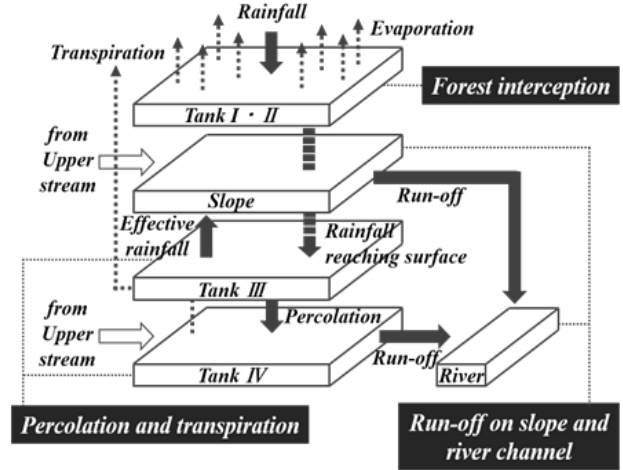 Rainfall
Evaporation
Transpiration
Forest interception
Tank I・II
from
Upper
stream
Slope
Run-off
Effective
rainfall
Rainfall
reaching surface
Tank III
from
Upper
stream
Percolation
Run-off
Tank IV
River
Percolation and transpiration
Run-off on slope and
river channel